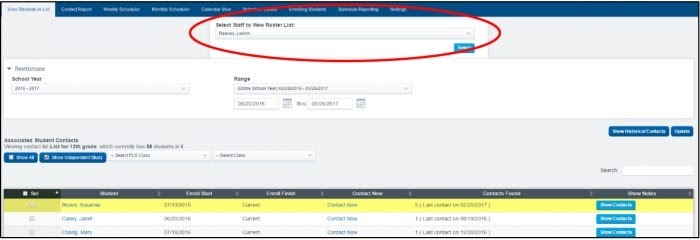 View Students in List Contact Report Weekly Scheduler Monthly Scheduler Calendar View Enrolling Students Schedule Reporting Settings
Select Staff to View Roster List:
Reeves, LeAnn
Select
Restrictions
School Year Range
2016 - 2017 (Entire School Year) 06/20/2016 - 05/26/2017
06/20/2016 thru 05/26/2017
Show Historical Contacts Update
Associated Student Contacts
Viewing contact list List for 12th grade, which currently has 58 students in it.
Show All Show Independent Study -- Select PLS Class -- Select Class
Search:
Sel Student Enroll Start Enroll Finish Contact Now Contacts Found Show Notes
Brown, Susanne 07/13/2015 Current Contact Now 5 ( Last contact on 02/20/2017 ) Show Contacts
Casey, Janet 06/20/2016 Current Contact Now 1 ( Last contact on 08/19/2016 ) Show Contacts
Chang, Mary 07/18/2016 Current Contact Now 1 ( Last contact on 12/20/2016 ) Show Contacts